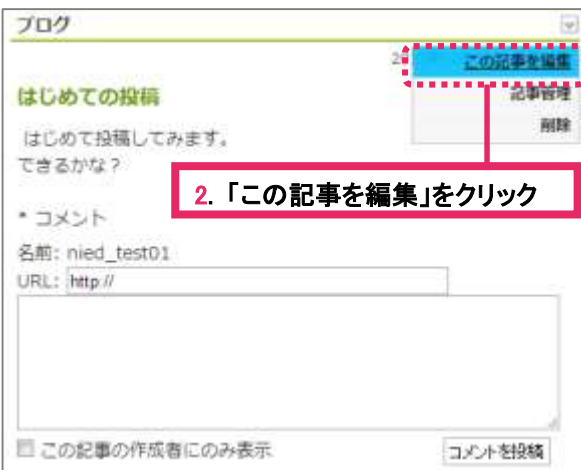 ブログ
この記事を編集
はじめての投稿
記事管理
削除
はじめて投稿してみます。
できるかな？
2. 「この記事を編集」をクリック
* コメント
名前: nied_test01
URL: http://
この記事の作成者にのみ表示
コメントを投稿